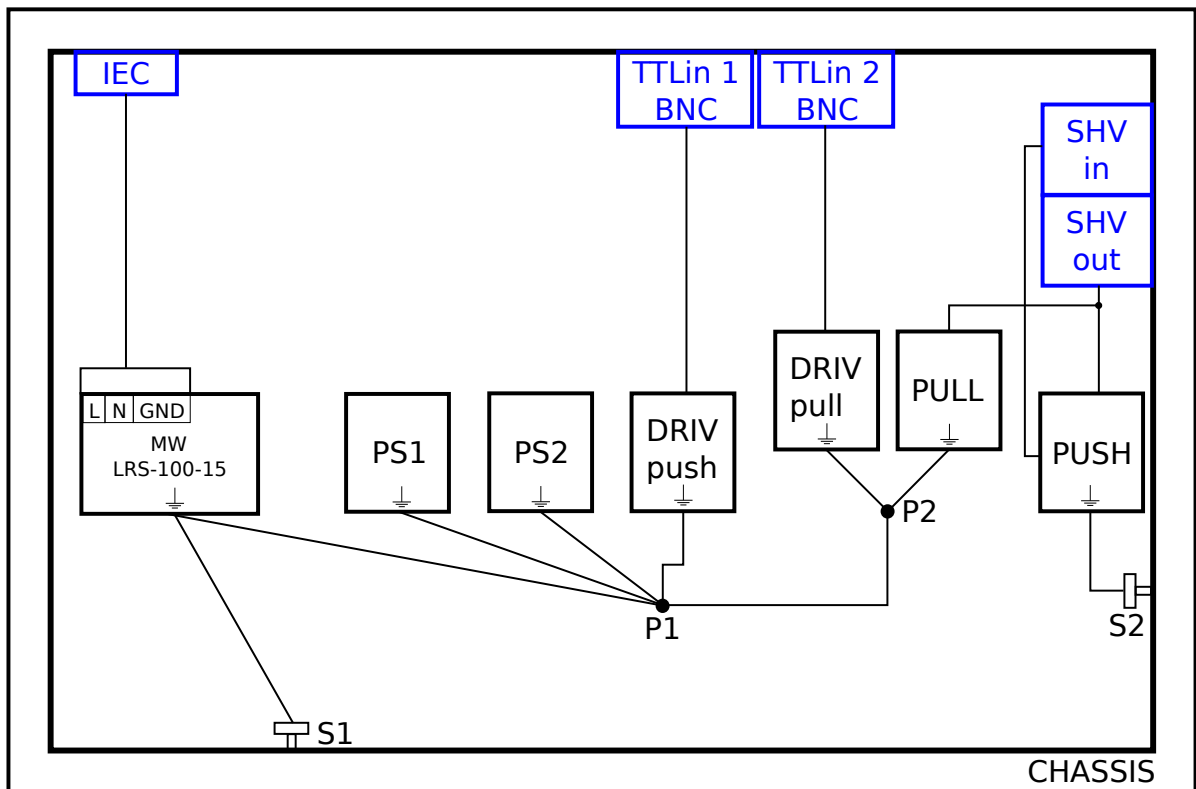 IEC
TTLin 1
BNC
TTLin 2
BNC
SHV
in
SHV
out
L N GND
MW
LRS-100-15
PS1
PS2
DRIV
push
DRIV
pull
PULL
PUSH
P2
P1
S2
S1
CHASSIS